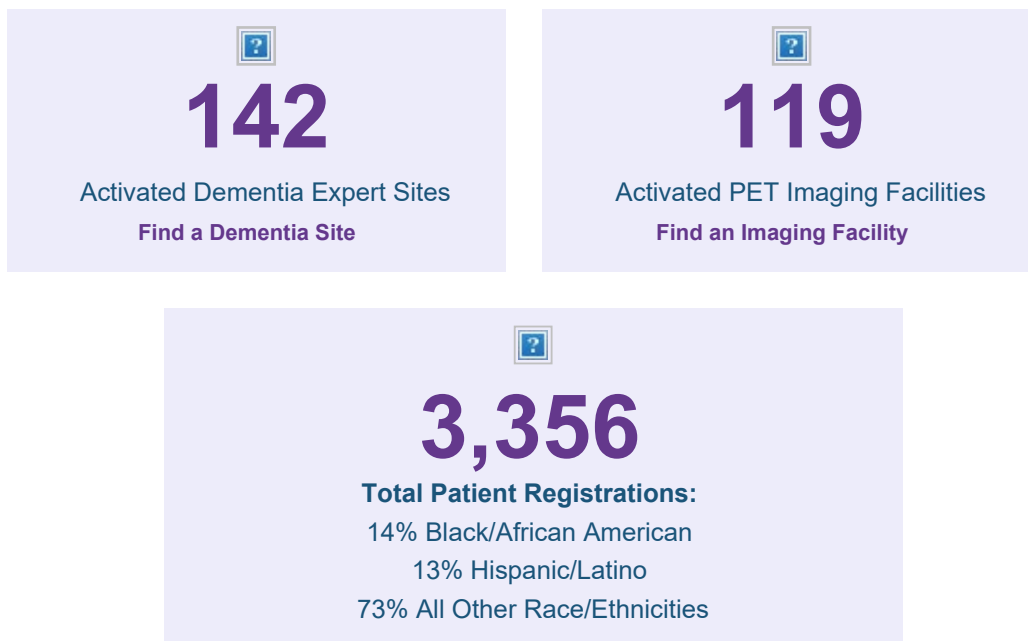 142
Activated Dementia Expert Sites
Find a Dementia Site
119
Activated PET Imaging Facilities
Find an Imaging Facility
3,356
Total Patient Registrations:
14% Black/African American
13% Hispanic/Latino
73% All Other Race/Ethnicities